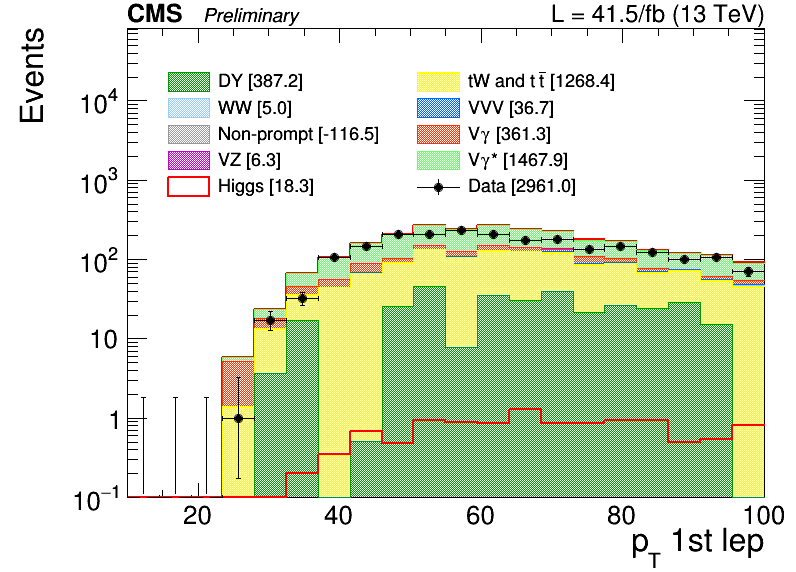 CMS Preliminary L = 41.5/fb (13 TeV)
Events
DY [387.2] tW and tt̅ [1268.4]
WW [5.0] VVV [36.7]
Non-prompt [-116.5] Vγ [361.3]
VZ [6.3] Vγ* [1467.9]
Higgs [18.3] Data [2961.0]
10⁴
10³
10²
10
1
10⁻¹
20 40 60 80 100
p_T 1st lep